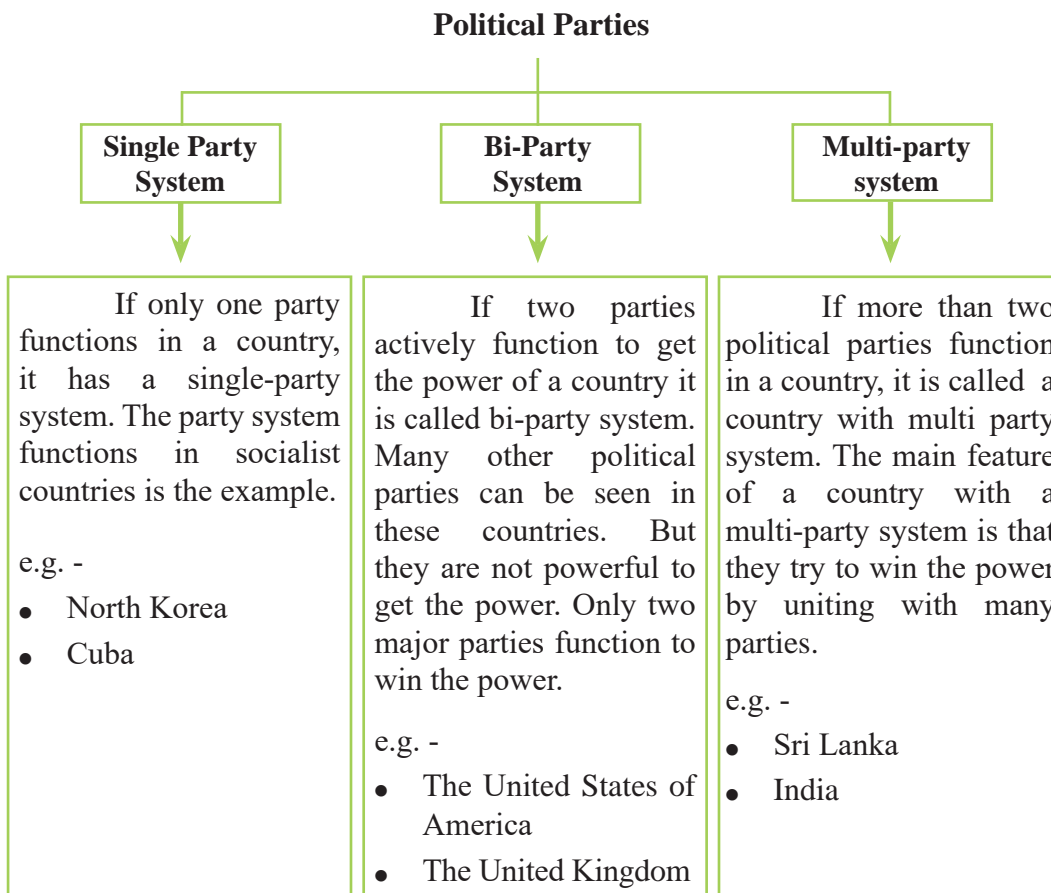 Political Parties
Single Party
System
Bi-Party
System
Multi-party
system
If only one party
functions in a country,
it has a single-party
system. The party system
functions in socialist
countries is the example.
e.g. -
● North Korea
● Cuba
If two parties
actively function to get
the power of a country it
is called bi-party system.
Many other political
parties can be seen in
these countries. But
they are not powerful to
get the power. Only two
major parties function to
win the power.
e.g. -
● The United States of
America
● The United Kingdom
If more than two
political parties function
in a country, it is called a
country with multi party
system. The main feature
of a country with a
multi-party system is that
they try to win the power
by uniting with many
parties.
e.g. -
● Sri Lanka
● India